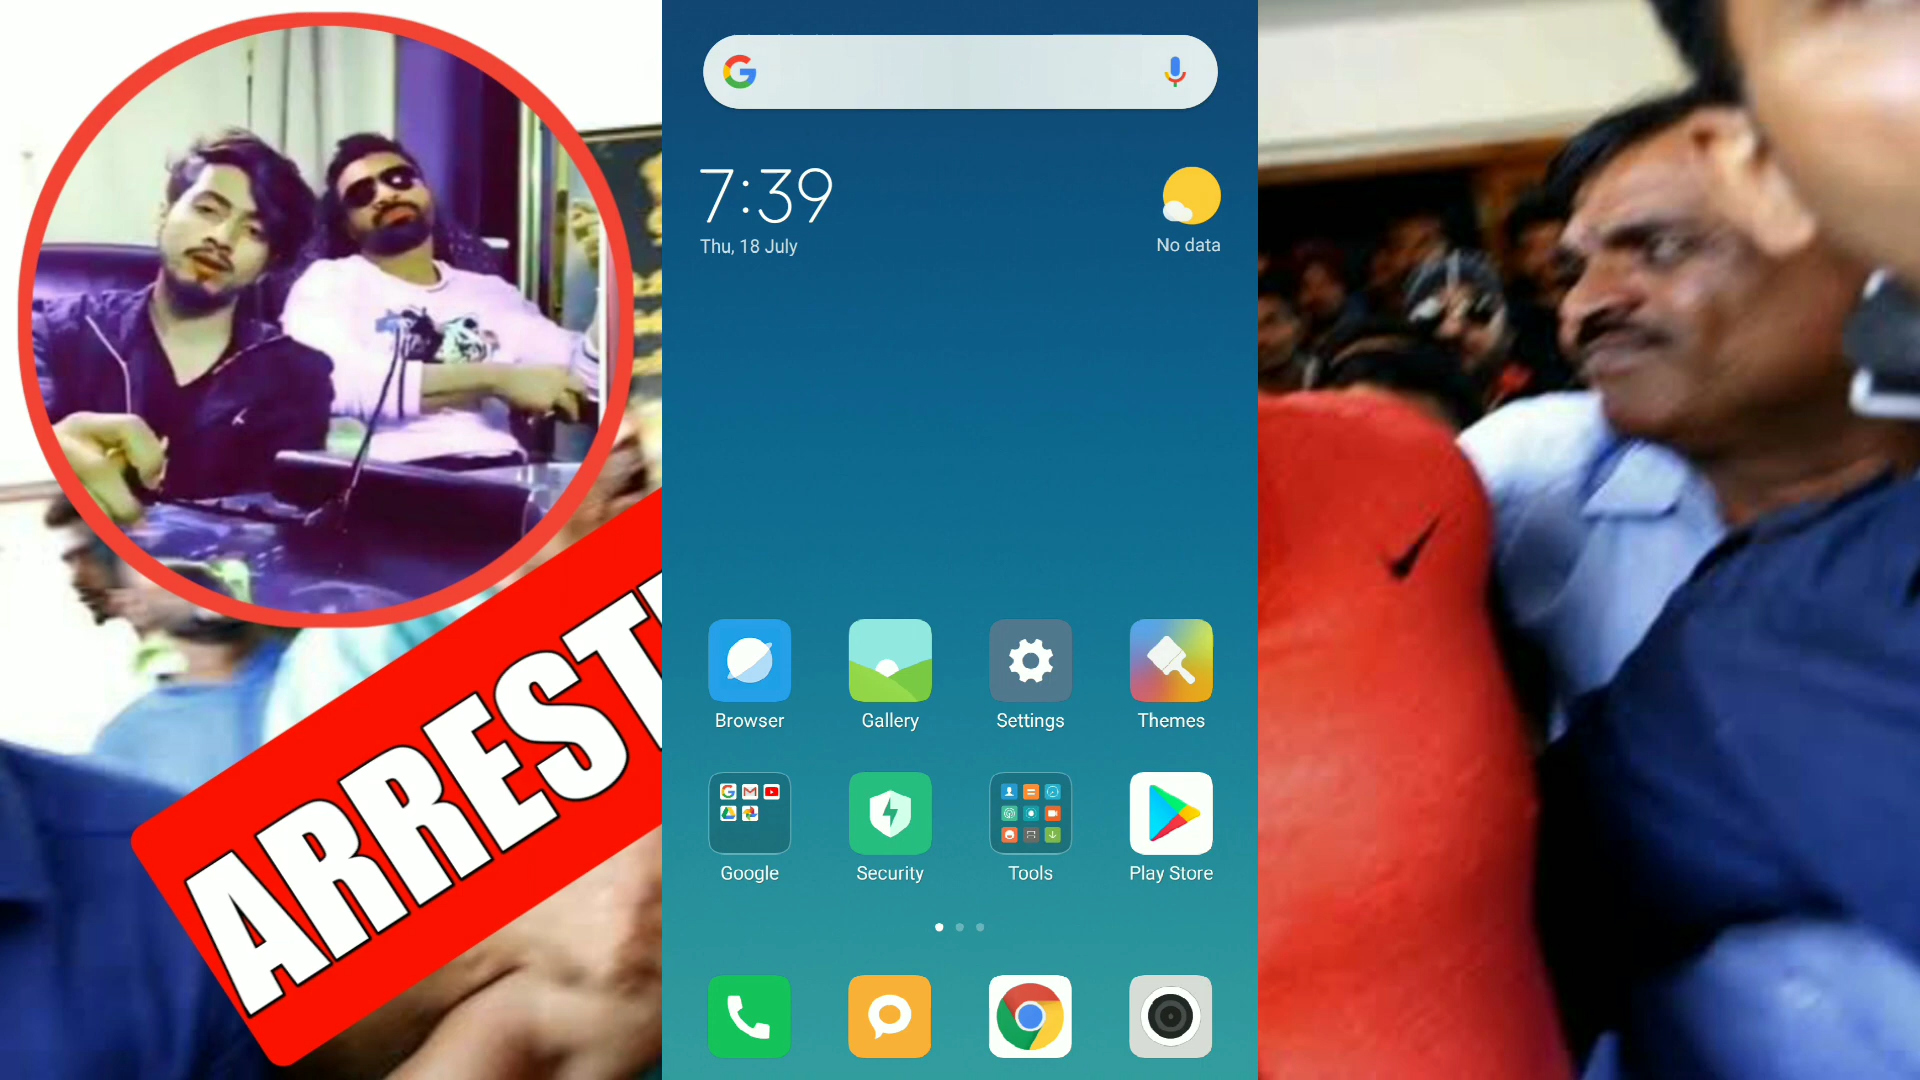 7:39
Thu, 18 July
No data
Browser
Gallery
Settings
Themes
Google
Security
Tools
Play Store
ARREST